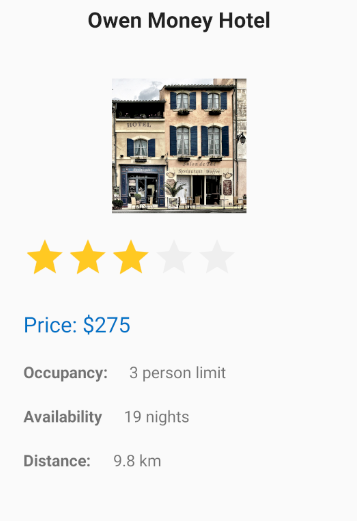 Owen Money Hotel
HOTEL
Price: $275
Occupancy: 3 person limit
Availability 19 nights
Distance: 9.8 km